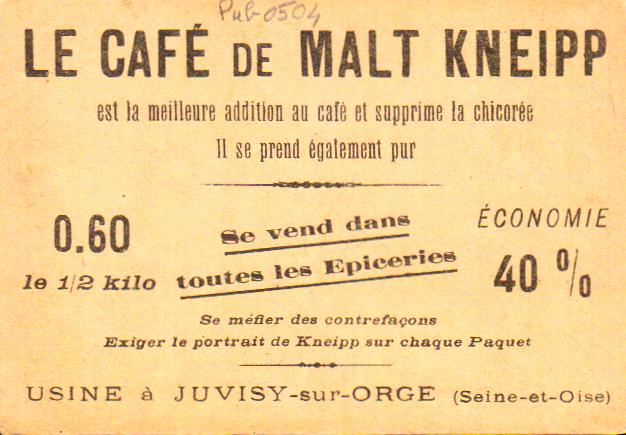 Pub-0504
LE CAFÉ DE MALT KNEIPP
est la meilleure addition au café et supprime la chicorée
Il se prend également pur
0.60
le 1/2 kilo
Se vend dans
toutes les Epiceries
ÉCONOMIE
40 %
Se méfier des contrefaçons
Exiger le portrait de Kneipp sur chaque Paquet
USINE à JUVISY-sur-ORGE (Seine-et-Oise)